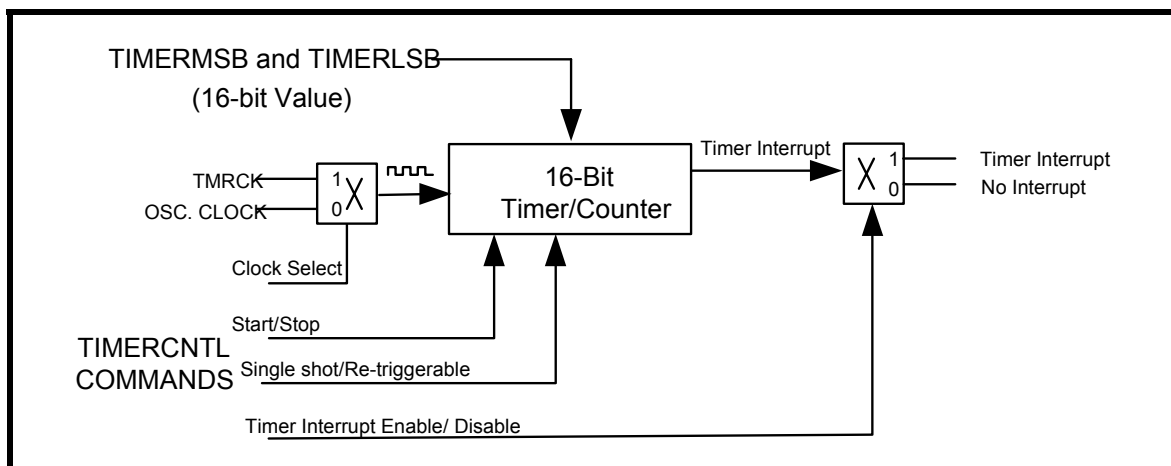 TIMERMSB and TIMERLSB
(16-bit Value)
Timer Interrupt
1
0
X
Timer Interrupt
No Interrupt
16-Bit
Timer/Counter
TMRCK
OSC. CLOCK
1
0
X
Clock Select
Start/Stop
TIMERCNTL
COMMANDS
Single shot/Re-triggerable
Timer Interrupt Enable/ Disable